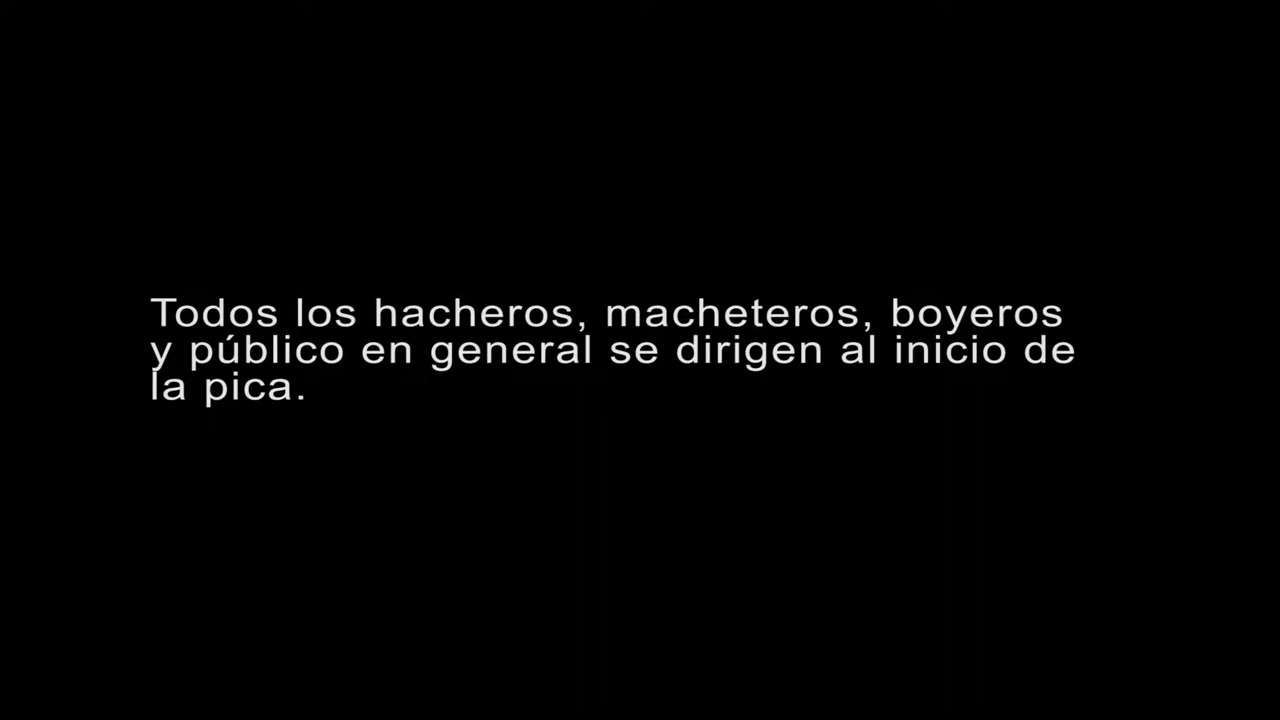 Todos los hacheros, macheteros, boyeros
y público en general se dirigen al inicio de
la pica.